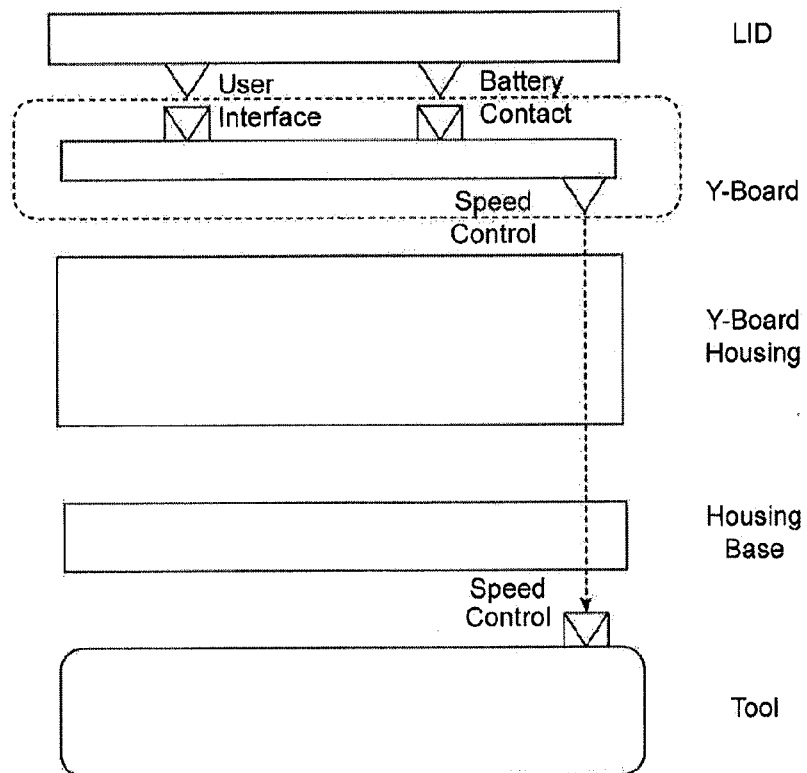 LID
User
Interface
Battery
Contact
Y-Board
Speed
Control
Y-Board
Housing
Housing
Base
Speed
Control
Tool